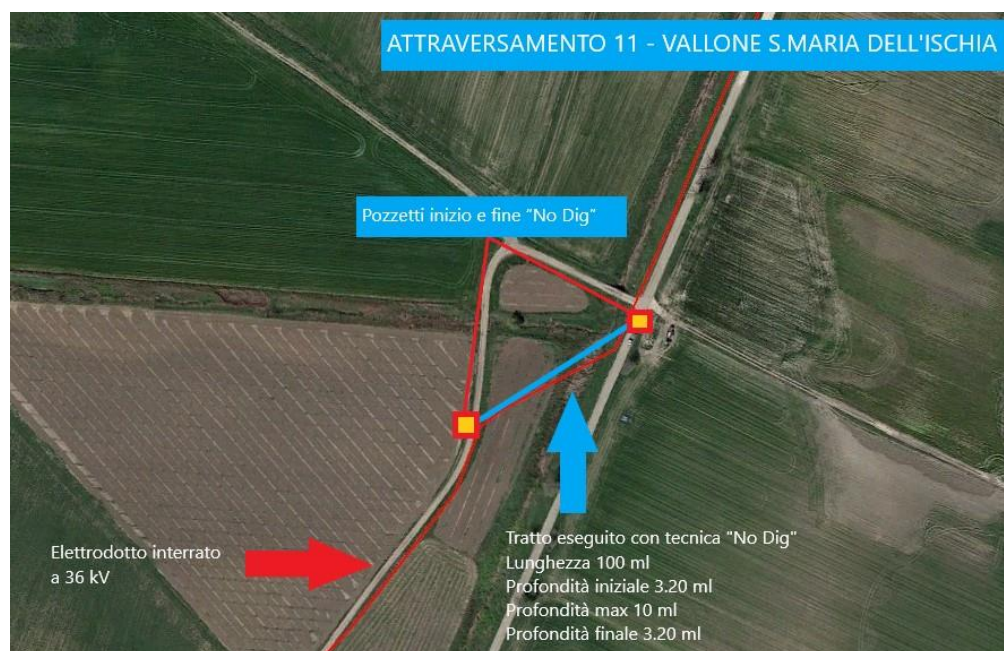 ATTRAVERSAMENTO 11 - VALLONE S.MARIA DELL'ISCHIA
Pozzetti inizio e fine “No Dig”
Elettrodotto interrato
a 36 kV
Tratto eseguito con tecnica “No Dig”
Lunghezza 100 ml
Profondità iniziale 3.20 ml
Profondità max 10 ml
Profondità finale 3.20 ml